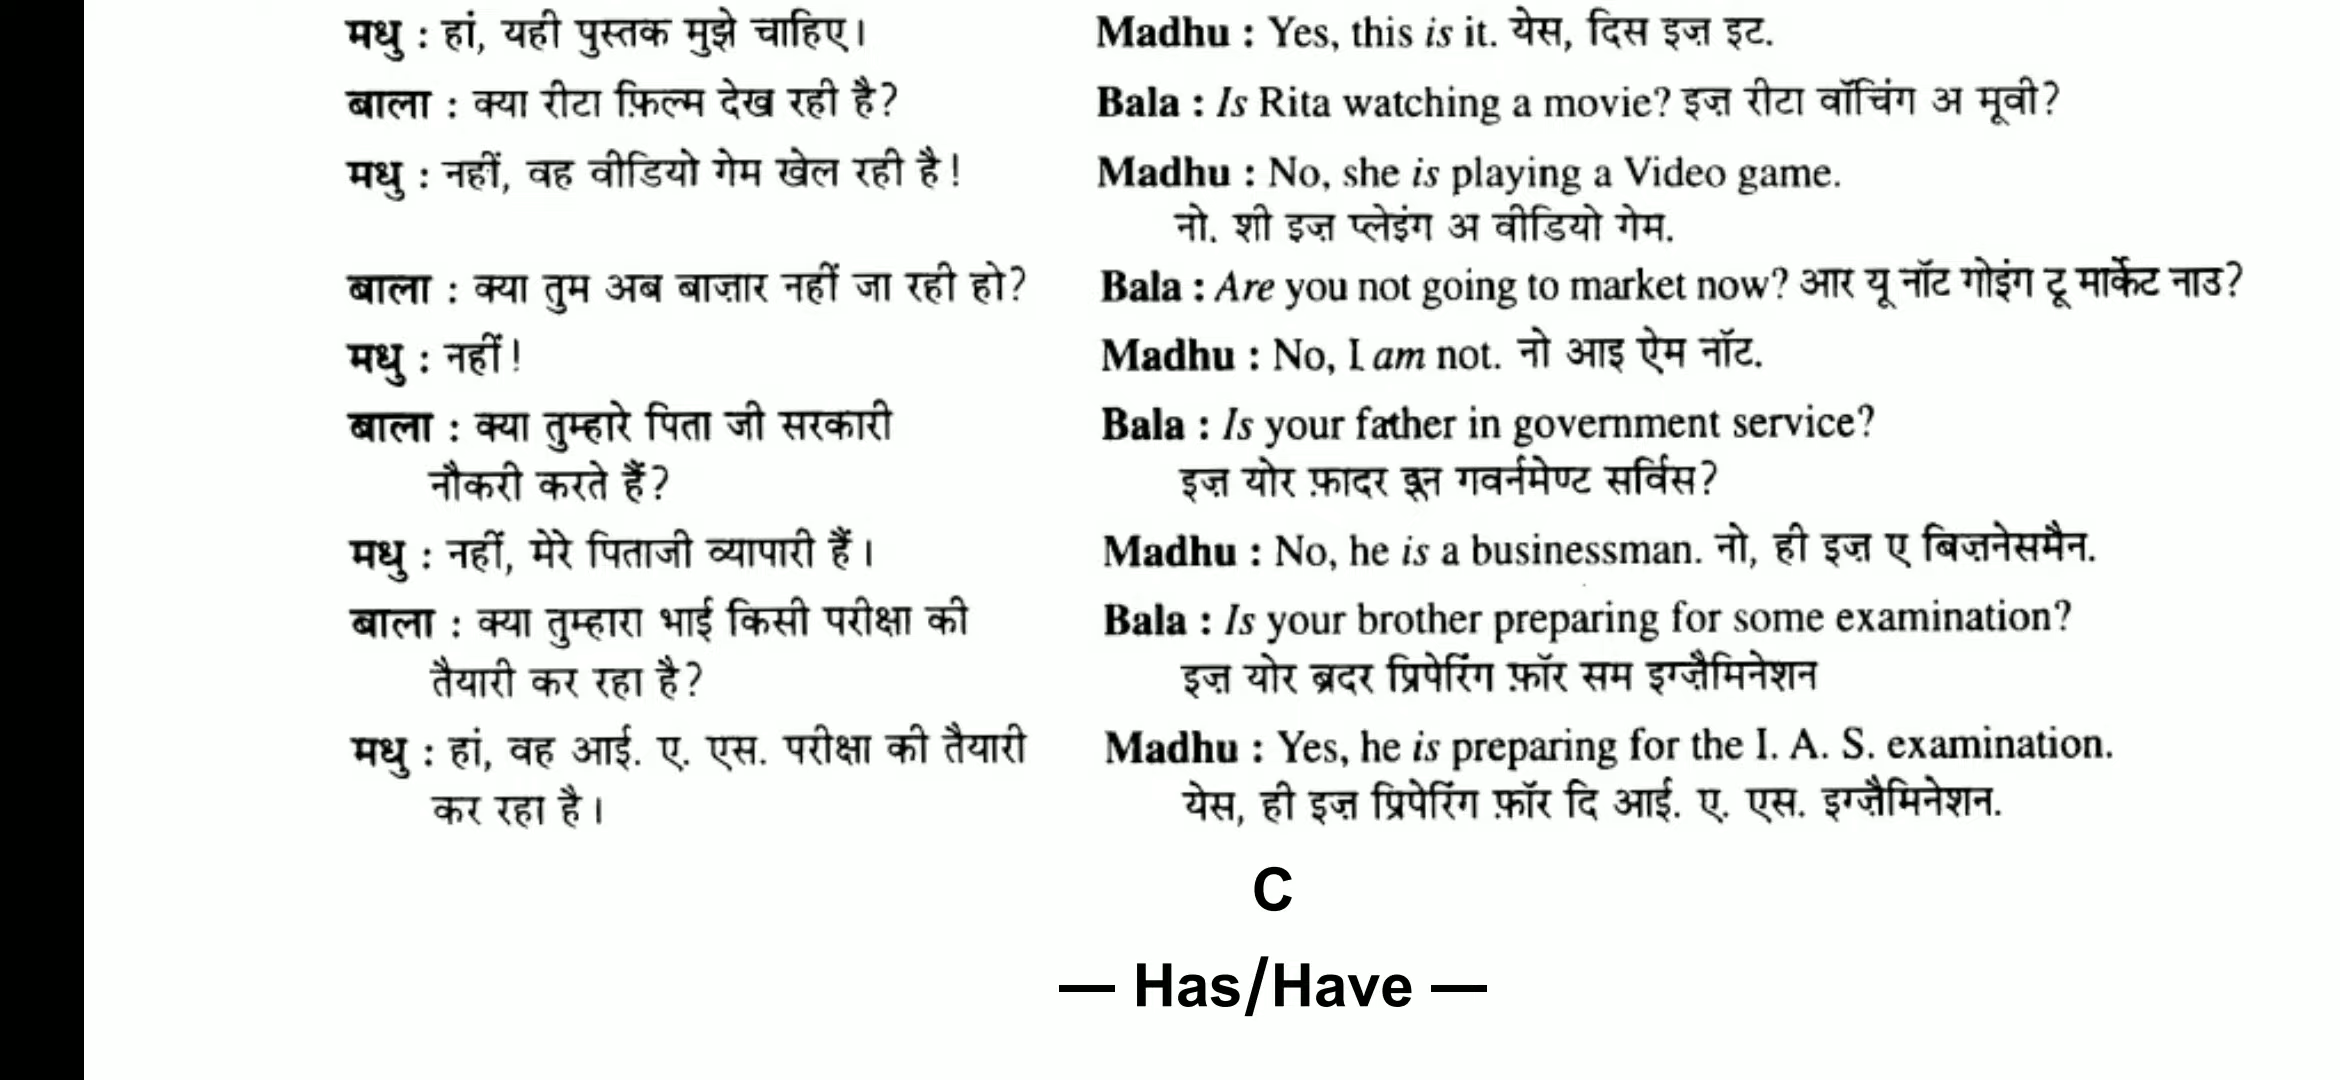 मधु : हां, यही पुस्तक मुझे चाहिए।
Madhu : Yes, this is it. येस, दिस इज़ इट.
बाला : क्या रीटा फ़िल्म देख रही है?
Bala : Is Rita watching a movie? इज़ रीटा वॉचिंग अ मूवी?
मधु : नहीं, वह वीडियो गेम खेल रही है!
Madhu : No, she is playing a Video game.
नो. शी इज़ प्लेइंग अ वीडियो गेम.
बाला : क्या तुम अब बाज़ार नहीं जा रही हो?
Bala : Are you not going to market now? आर यू नॉट गोइंग टू मार्केट नाउ?
मधु : नहीं!
Madhu : No, I am not. नो आइ ऐम नॉट.
बाला : क्या तुम्हारे पिता जी सरकारी
नौकरी करते हैं?
Bala : Is your father in government service?
इज़ योर फ़ादर इन गवर्नमेण्ट सर्विस?
मधु : नहीं, मेरे पिताजी व्यापारी हैं।
Madhu : No, he is a businessman. नो, ही इज़ ए बिज़नेसमैन.
बाला : क्या तुम्हारा भाई किसी परीक्षा की
तैयारी कर रहा है?
Bala : Is your brother preparing for some examination?
इज़ योर ब्रदर प्रिपेरिंग फ़ॉर सम इग्ज़ैमिनेशन
मधु : हां, वह आई. ए. एस. परीक्षा की तैयारी
कर रहा है।
Madhu : Yes, he is preparing for the I. A. S. examination.
येस, ही इज़ प्रिपेरिंग फ़ॉर दि आई. ए. एस. इग्ज़ैमिनेशन.
C
— Has/Have —